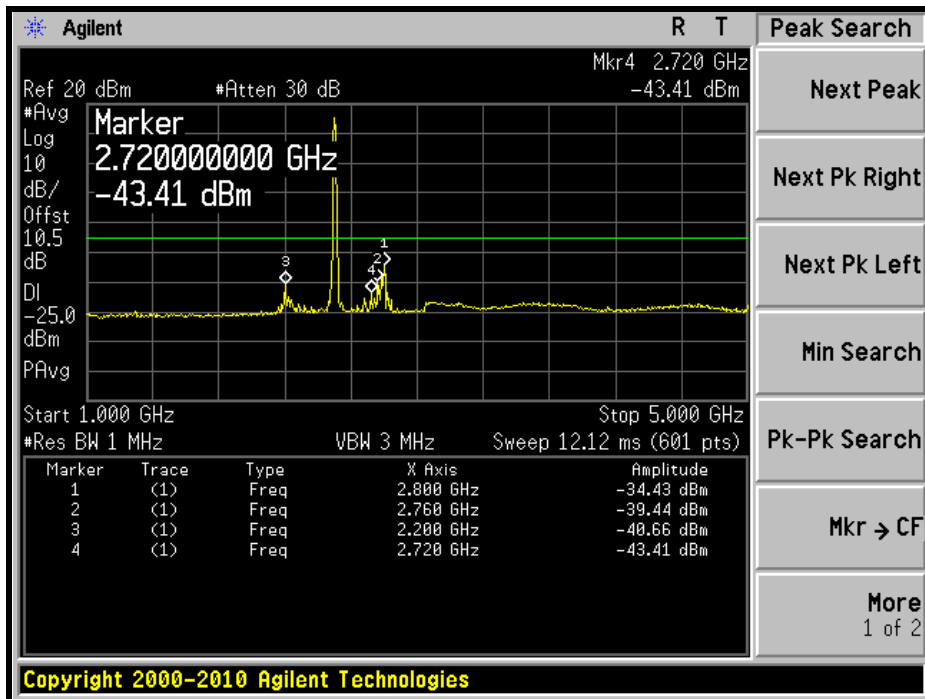 Agilent R T
Peak Search
Mkr4 2.720 GHz
Ref 20 dBm #Atten 30 dB -43.41 dBm
#Avg
Log
10
dB/
Offst
10.5
dB
DI
-25.0
dBm
PAvg
Marker
2.720000000 GHz
-43.41 dBm
1
2
3
4
Start 1.000 GHz Stop 5.000 GHz
#Res BW 1 MHz VBW 3 MHz Sweep 12.12 ms (601 pts)
Marker Trace Type X Axis Amplitude
1 (1) Freq 2.800 GHz -34.43 dBm
2 (1) Freq 2.760 GHz -39.44 dBm
3 (1) Freq 2.200 GHz -40.66 dBm
4 (1) Freq 2.720 GHz -43.41 dBm
Next Peak
Next Pk Right
Next Pk Left
Min Search
Pk-Pk Search
Mkr → CF
More
1 of 2
Copyright 2000-2010 Agilent Technologies